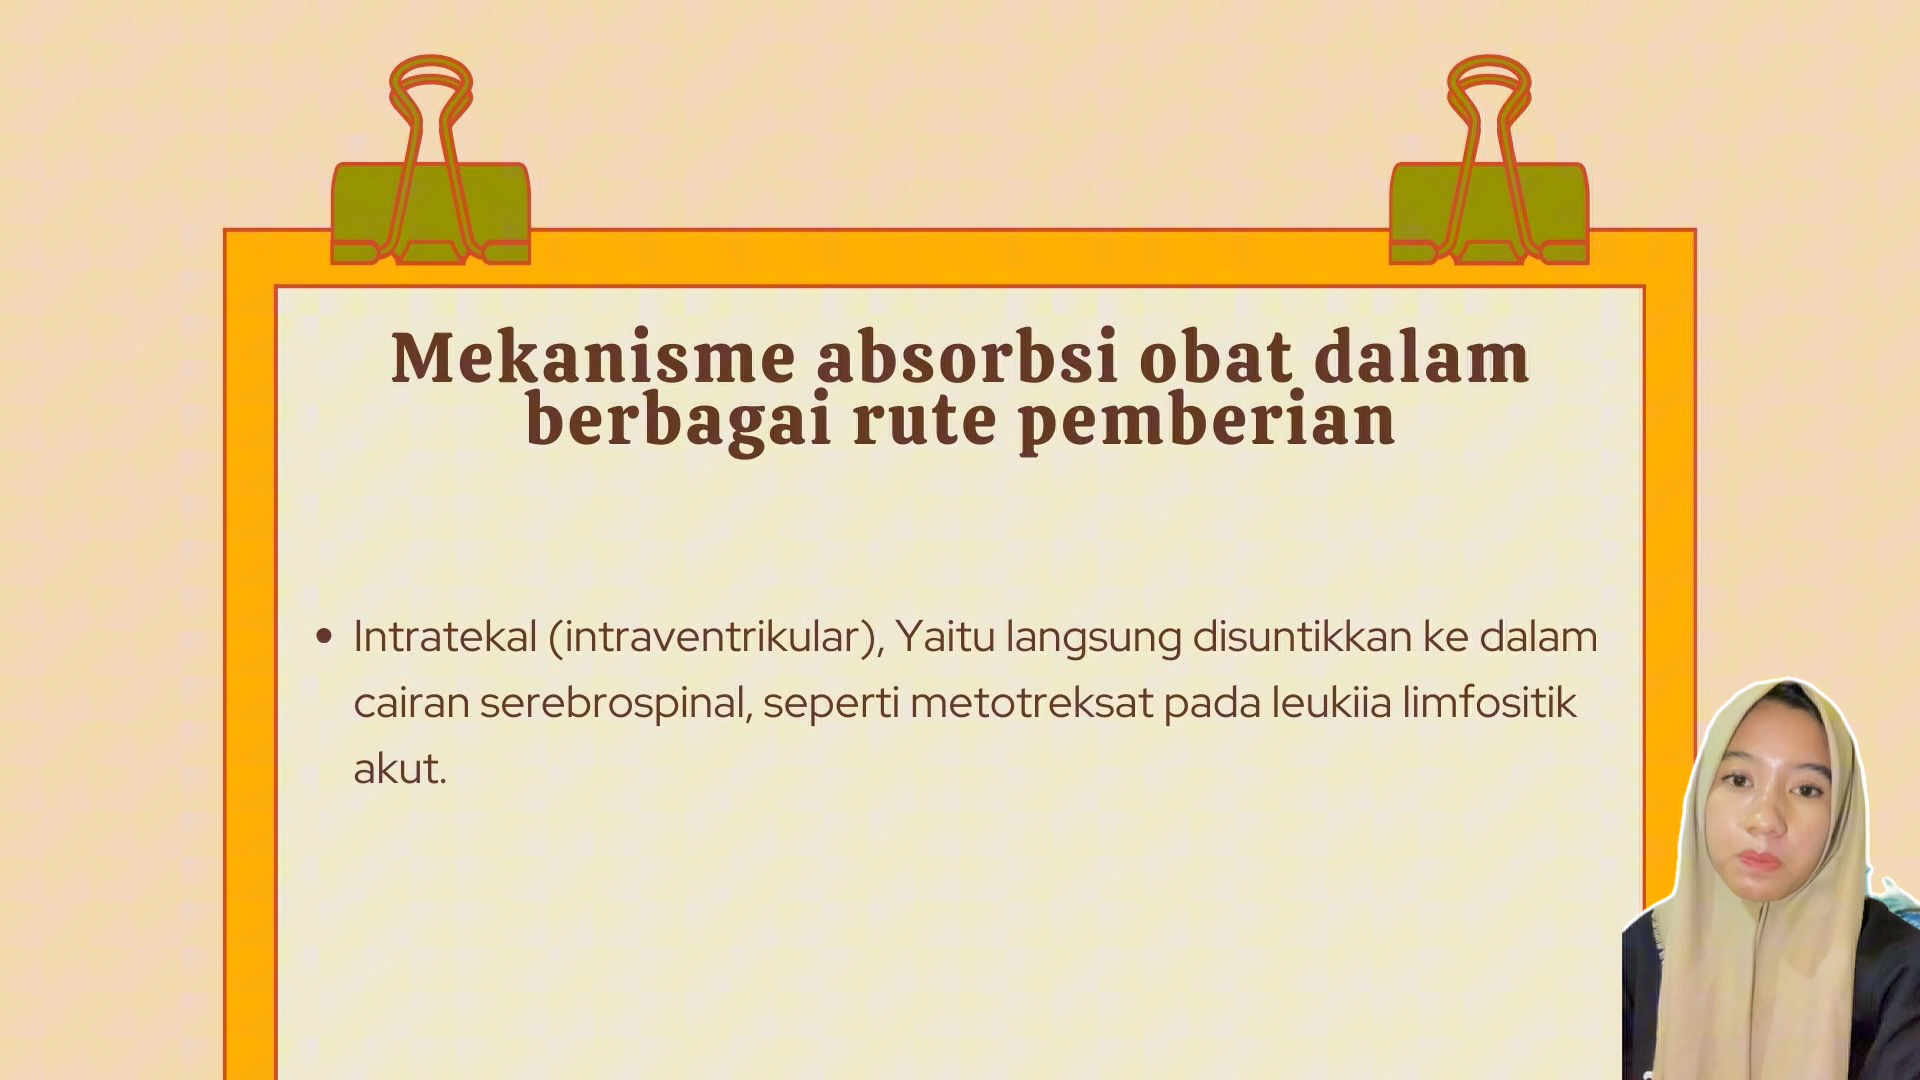 Mekanisme absorbsi obat dalam
berbagai rute pemberian
• Intratekal (intraventrikular), Yaitu langsung disuntikkan ke dalam
cairan serebrospinal, seperti metotreksat pada leukiia limfositik
akut.